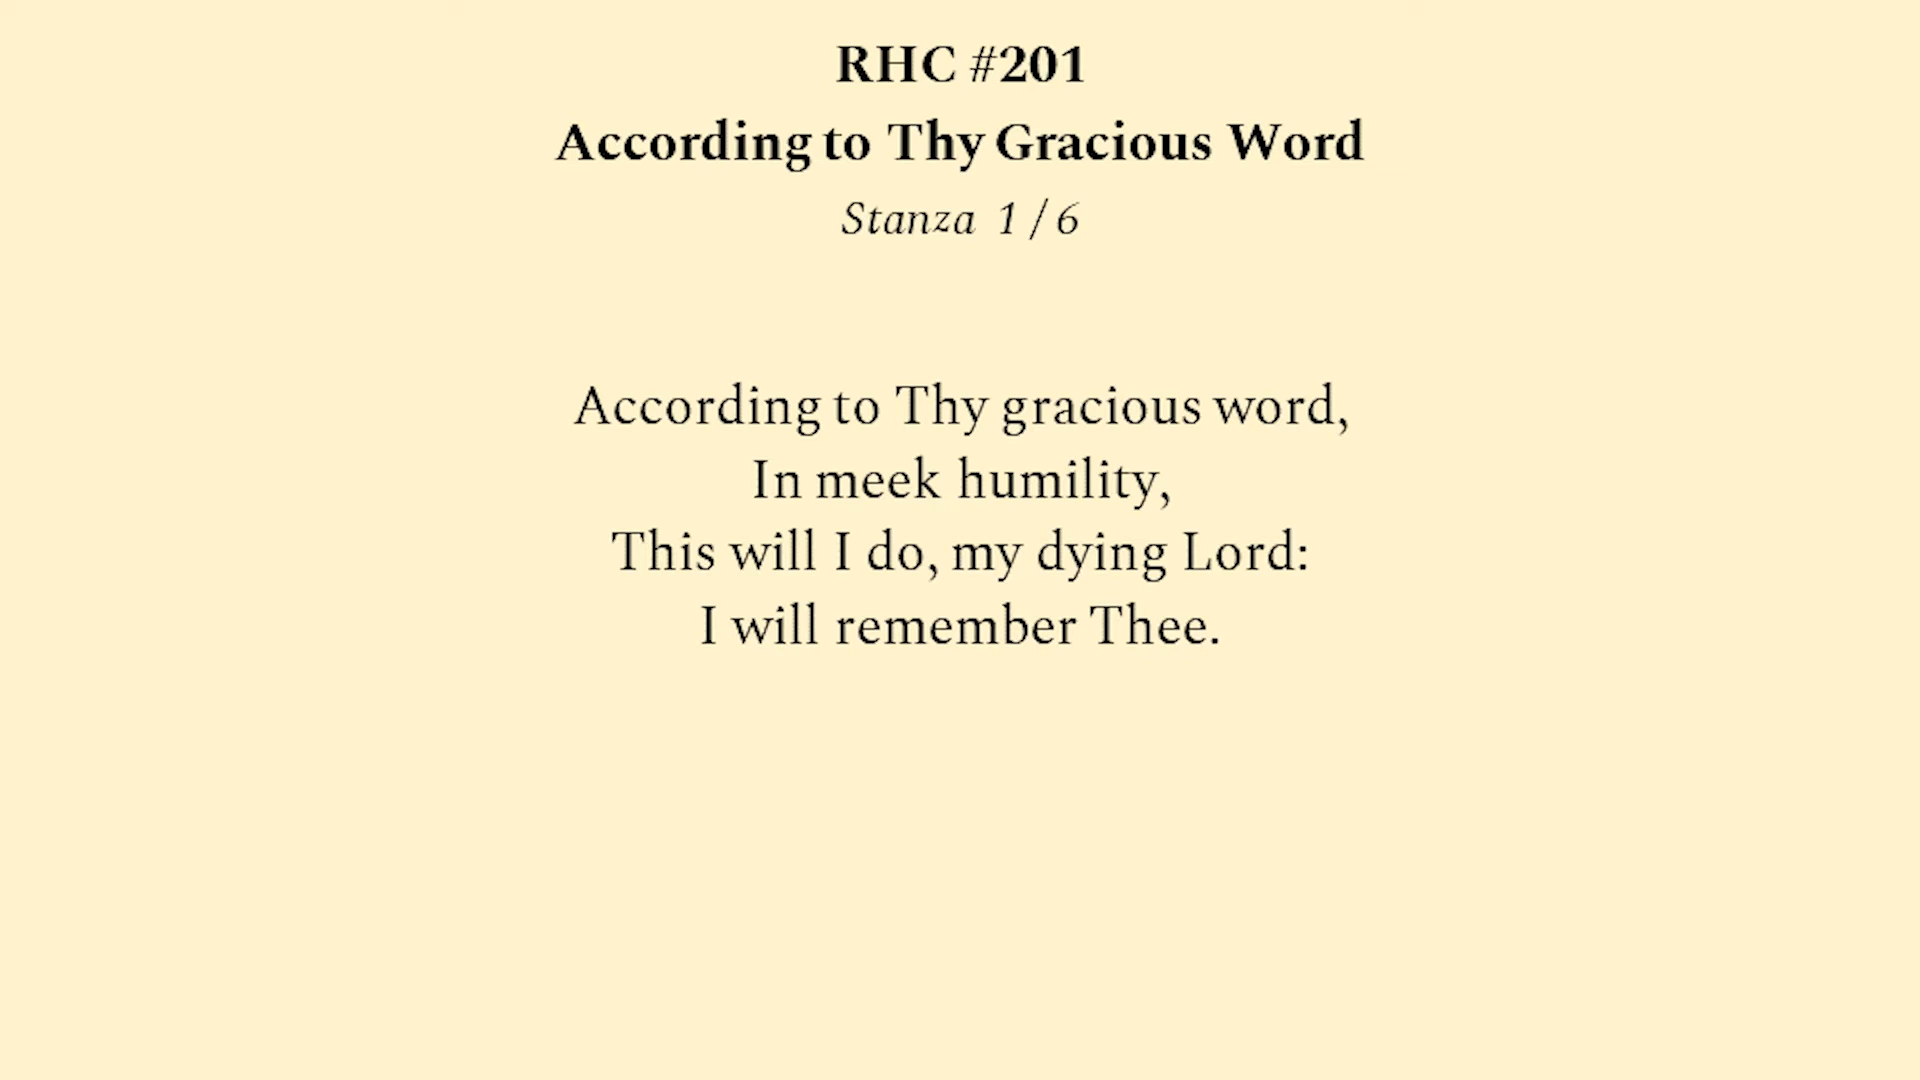 RHC #201
According to Thy Gracious Word
Stanza 1 / 6
According to Thy gracious word,
In meek humility,
This will I do, my dying Lord:
I will remember Thee.